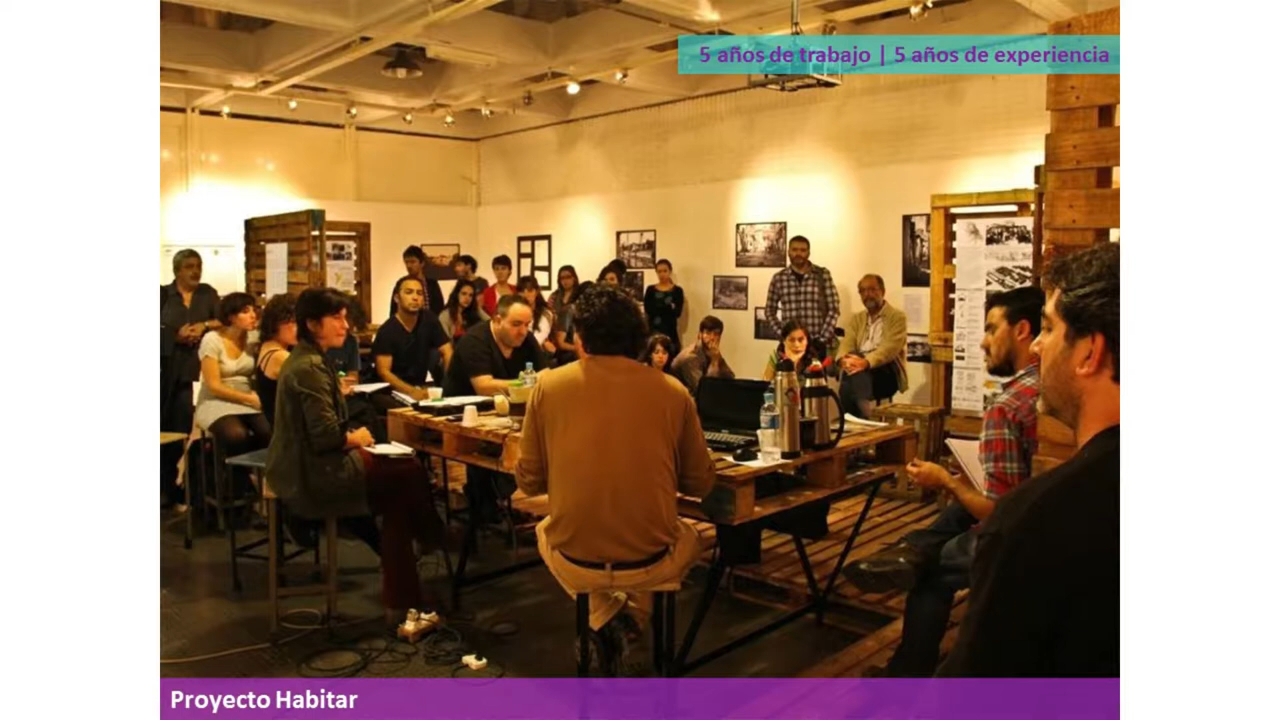 5 años de trabajo | 5 años de experiencia
Proyecto Habitar